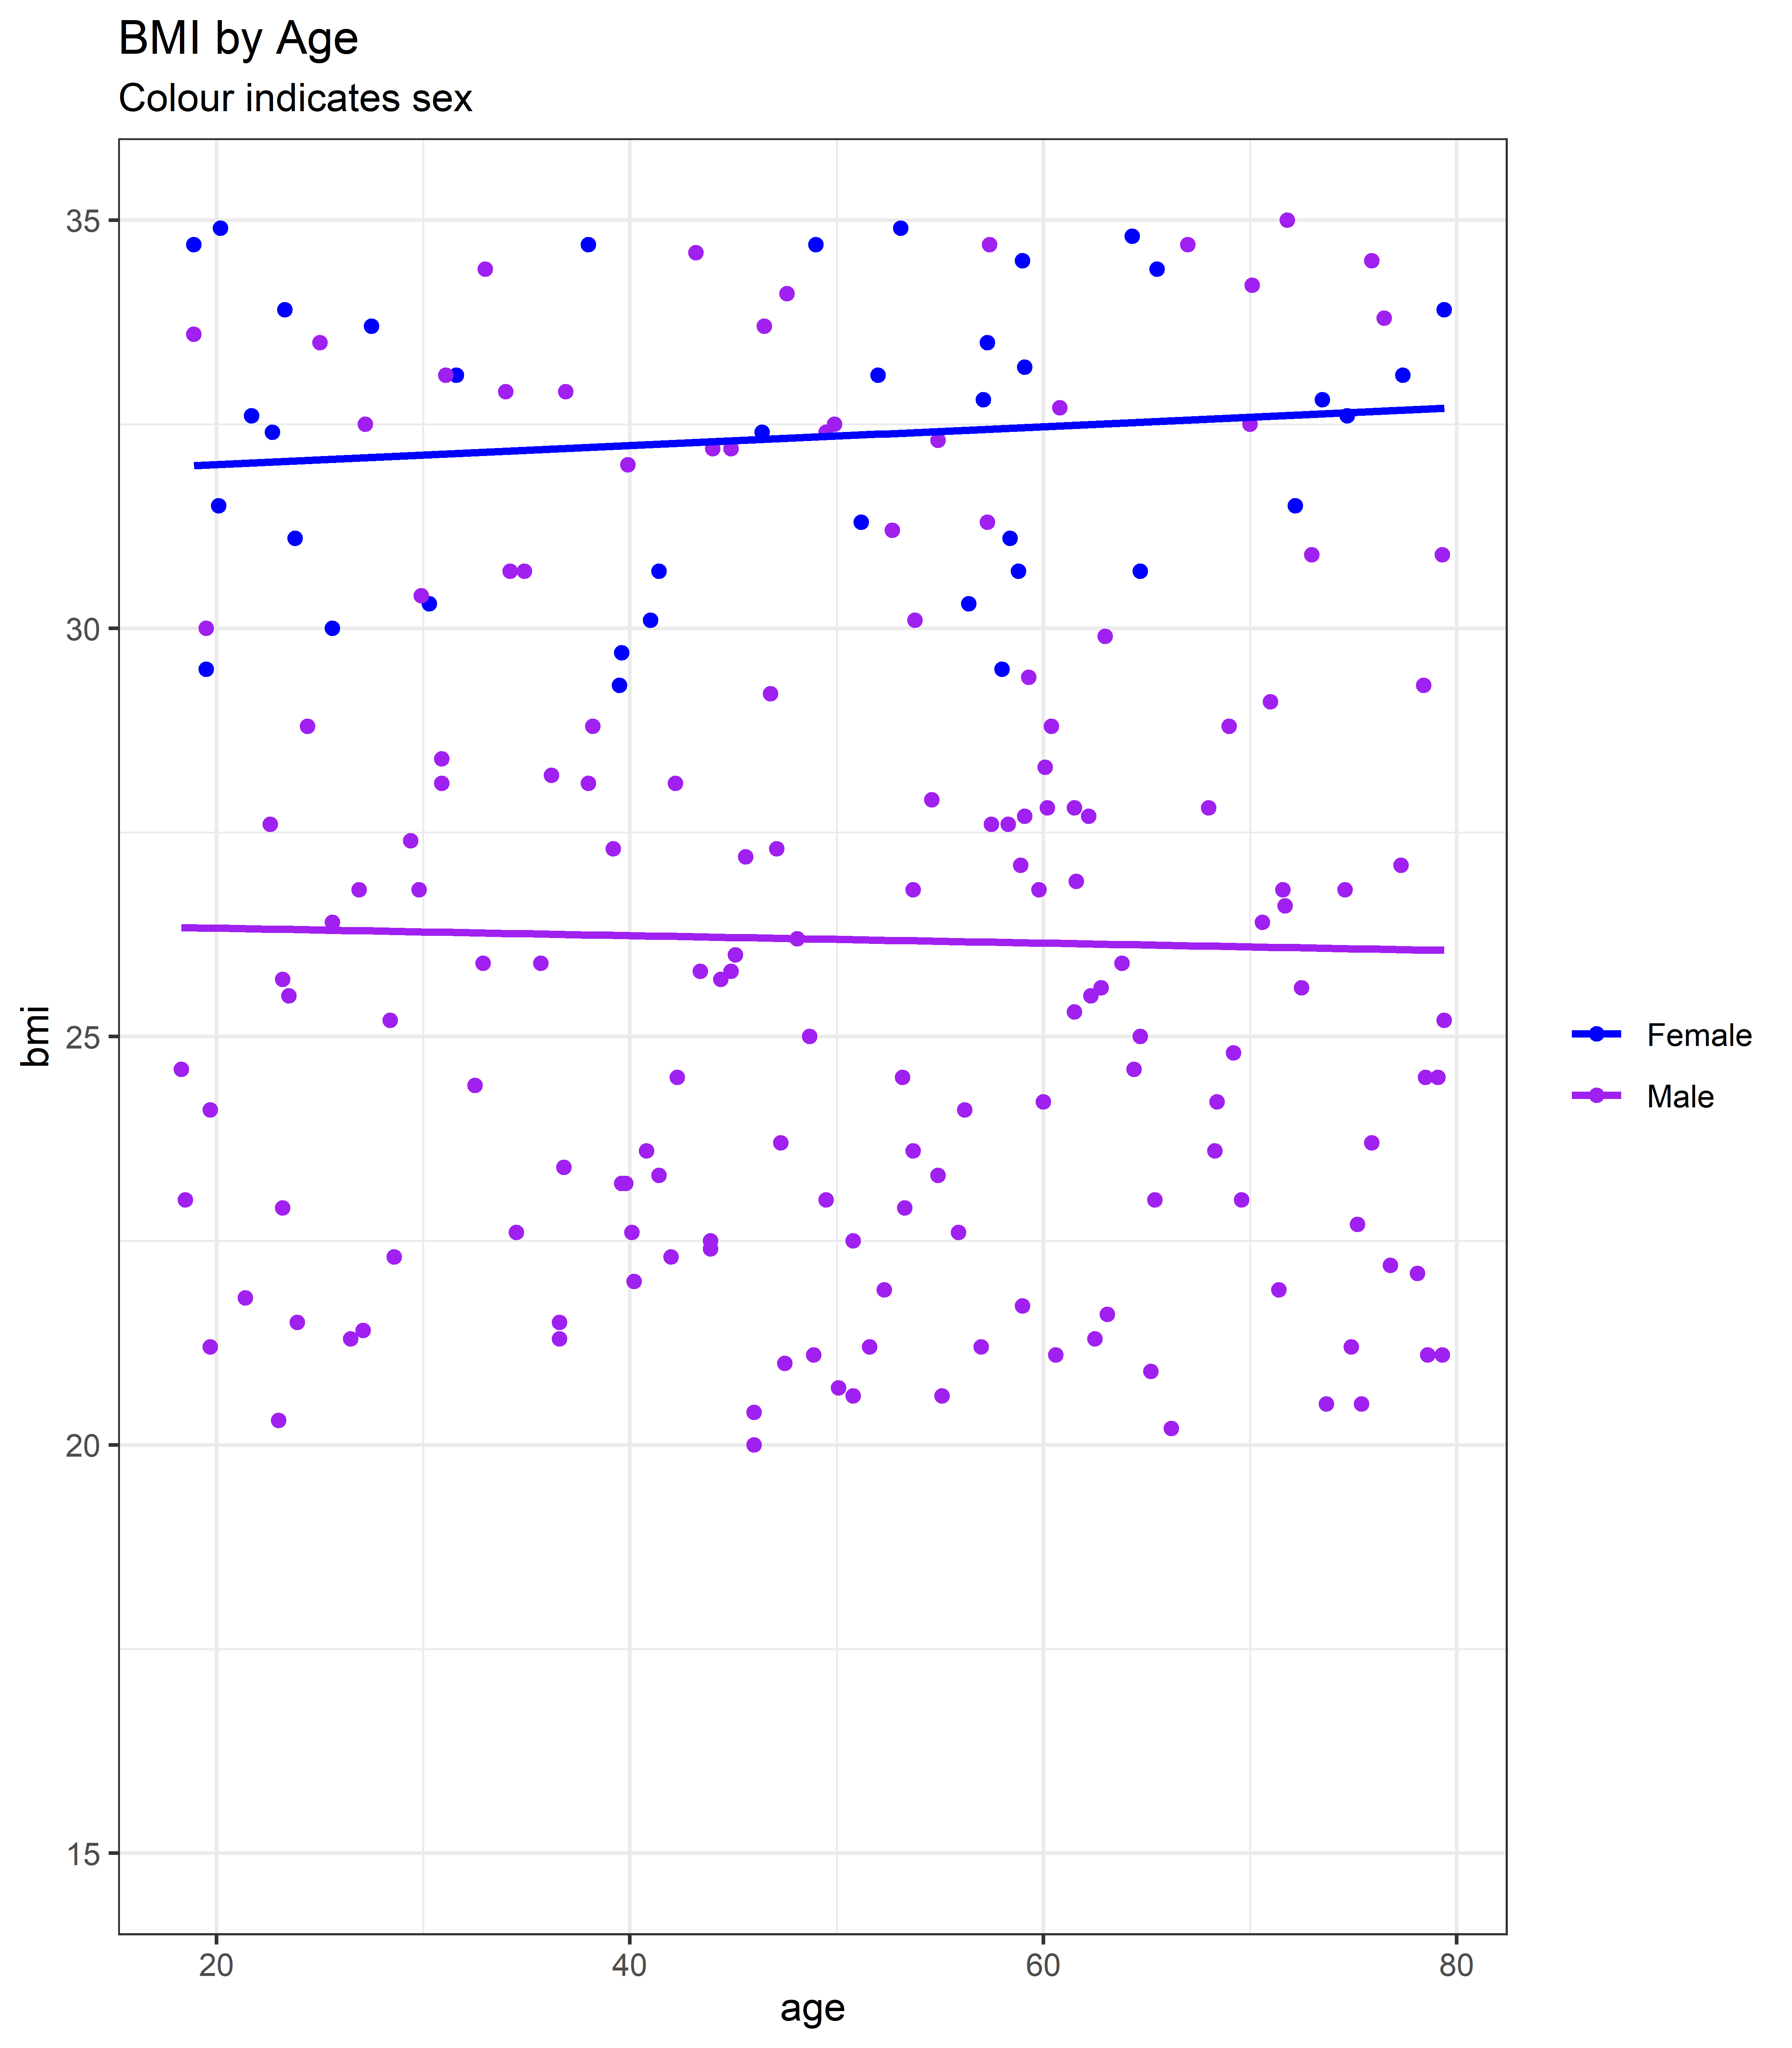 BMI by Age
Colour indicates sex
35
30
25
20
15
bmi
20 40 60 80
age
Female
Male